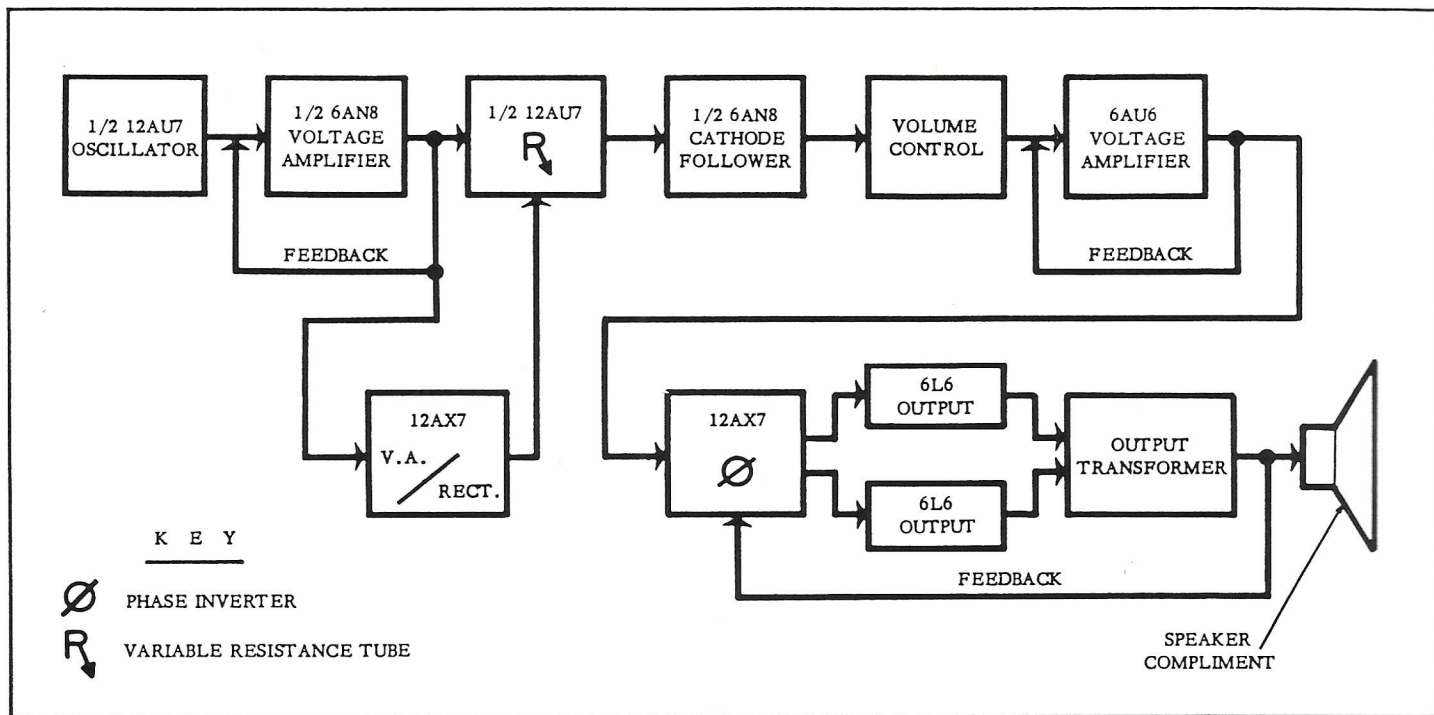 1/2 12AU7
OSCILLATOR
1/2 6AN8
VOLTAGE
AMPLIFIER
1/2 12AU7
R
1/2 6AN8
CATHODE
FOLLOWER
VOLUME
CONTROL
6AU6
VOLTAGE
AMPLIFIER
FEEDBACK
FEEDBACK
12AX7
V.A.
RECT.
12AX7
Ø
6L6
OUTPUT
6L6
OUTPUT
OUTPUT
TRANSFORMER
FEEDBACK
SPEAKER
COMPLIMENT
K E Y
Ø PHASE INVERTER
R VARIABLE RESISTANCE TUBE